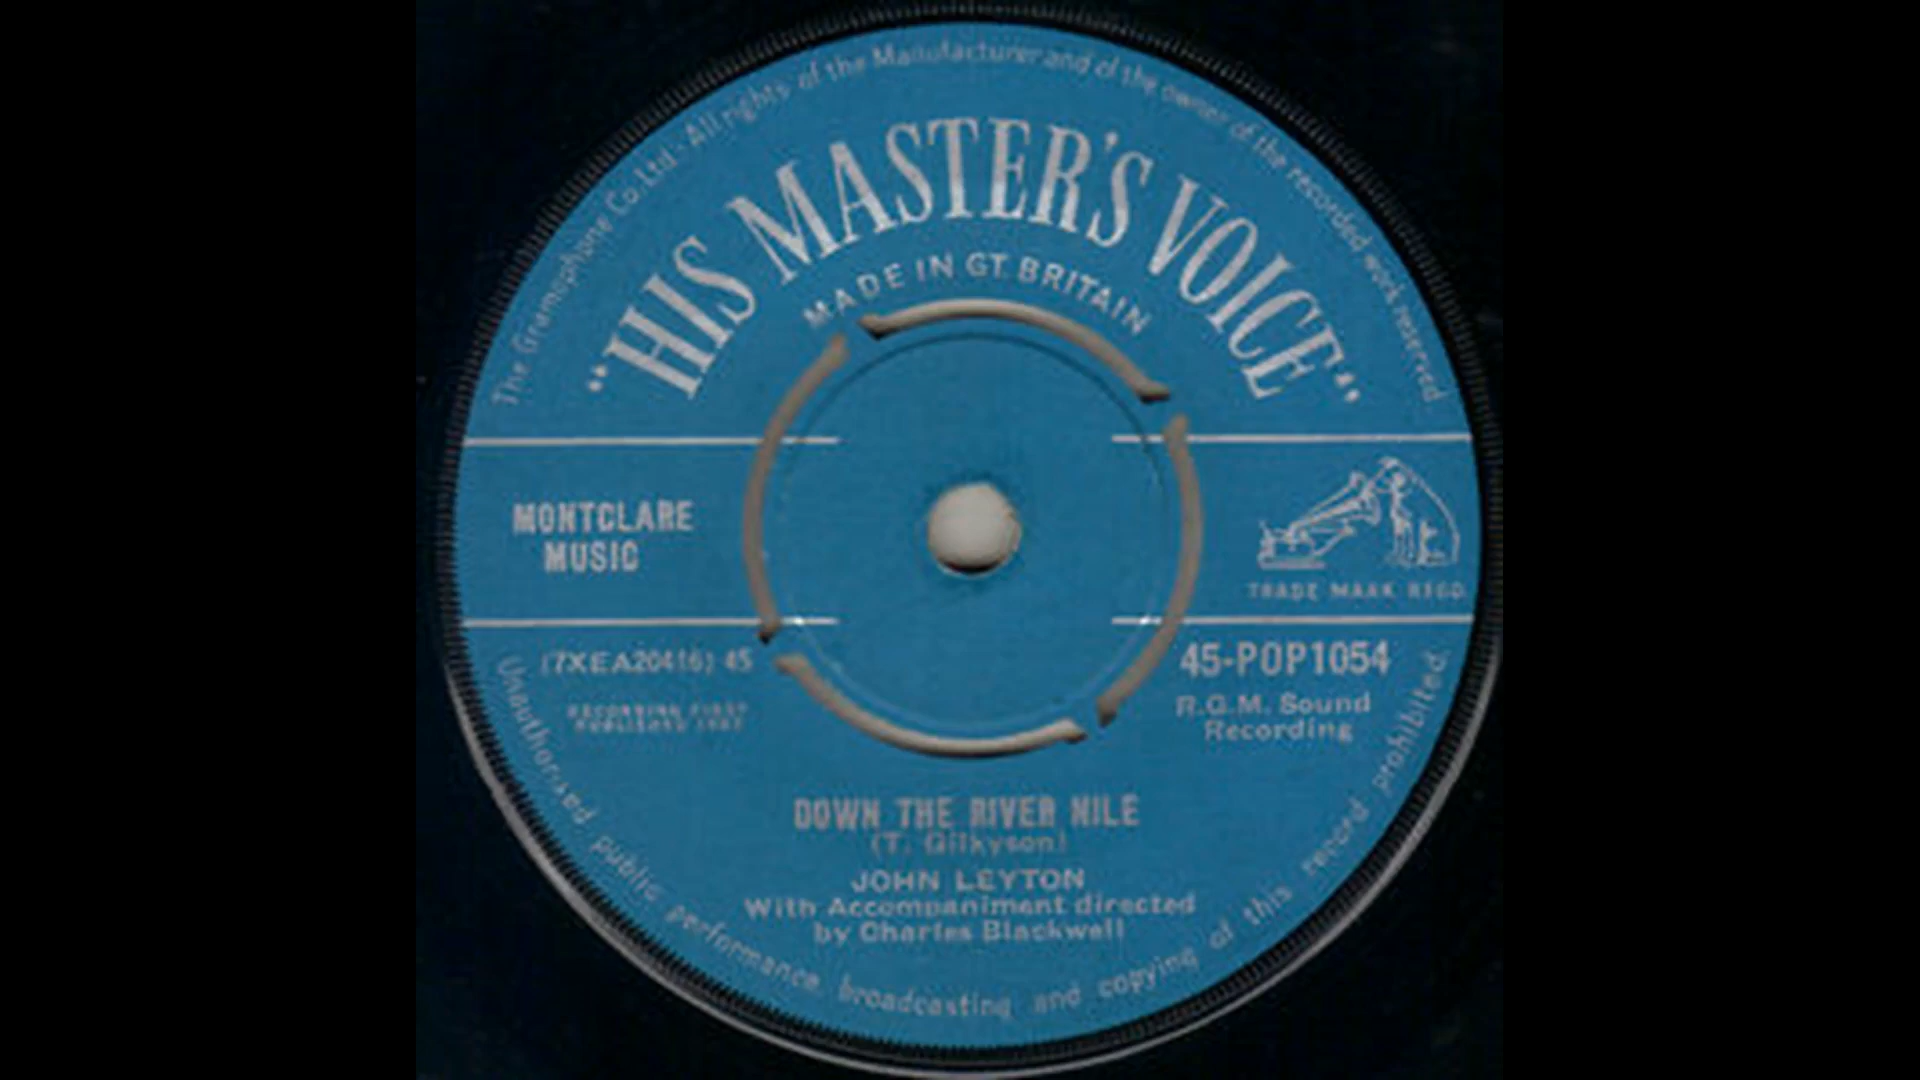 The Gramophone Co.Ltd.·All rights of the Manufacturer and of the owner of the recorded work reserved
"HIS MASTER'S VOICE"
MADE IN GT. BRITAIN
MONTCLARE
MUSIC
TRADE MARK REGD.
(7XEA20416) 45
45-POP1054
RECORDING FIRST
PUBLISHED
R.G.M. Sound
Recording
DOWN THE RIVER NILE
(T. Gilkyson)
JOHN LEYTON
With Accompaniment directed
by Charles Blackwell
Unauthorised public performance broadcasting and copying of this record prohibited.